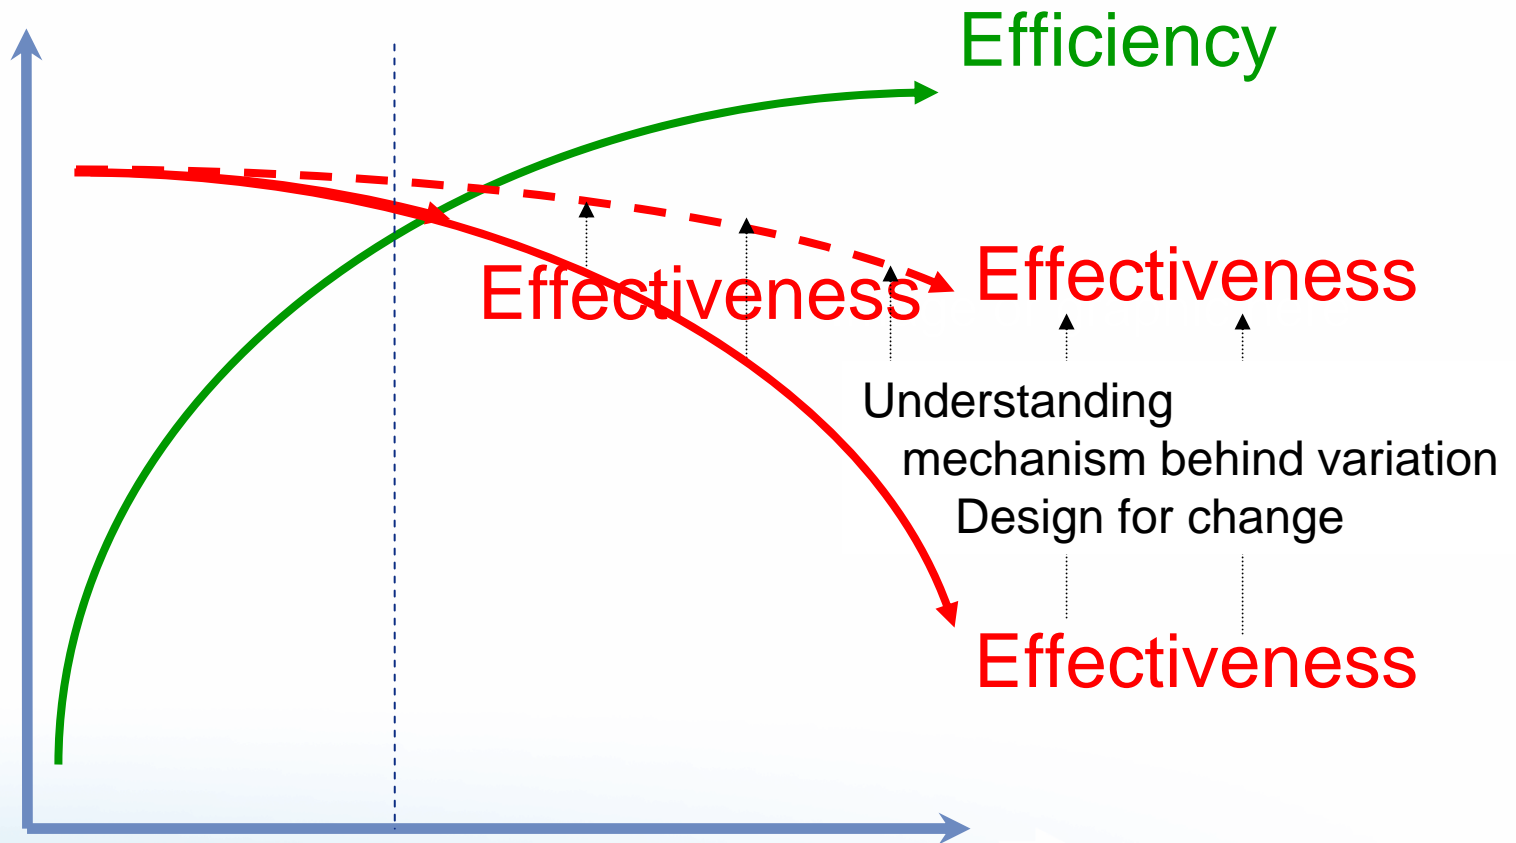 Efficiency
Effectiveness
Effectiveness
Understanding
mechanism behind variation
Design for change
Effectiveness